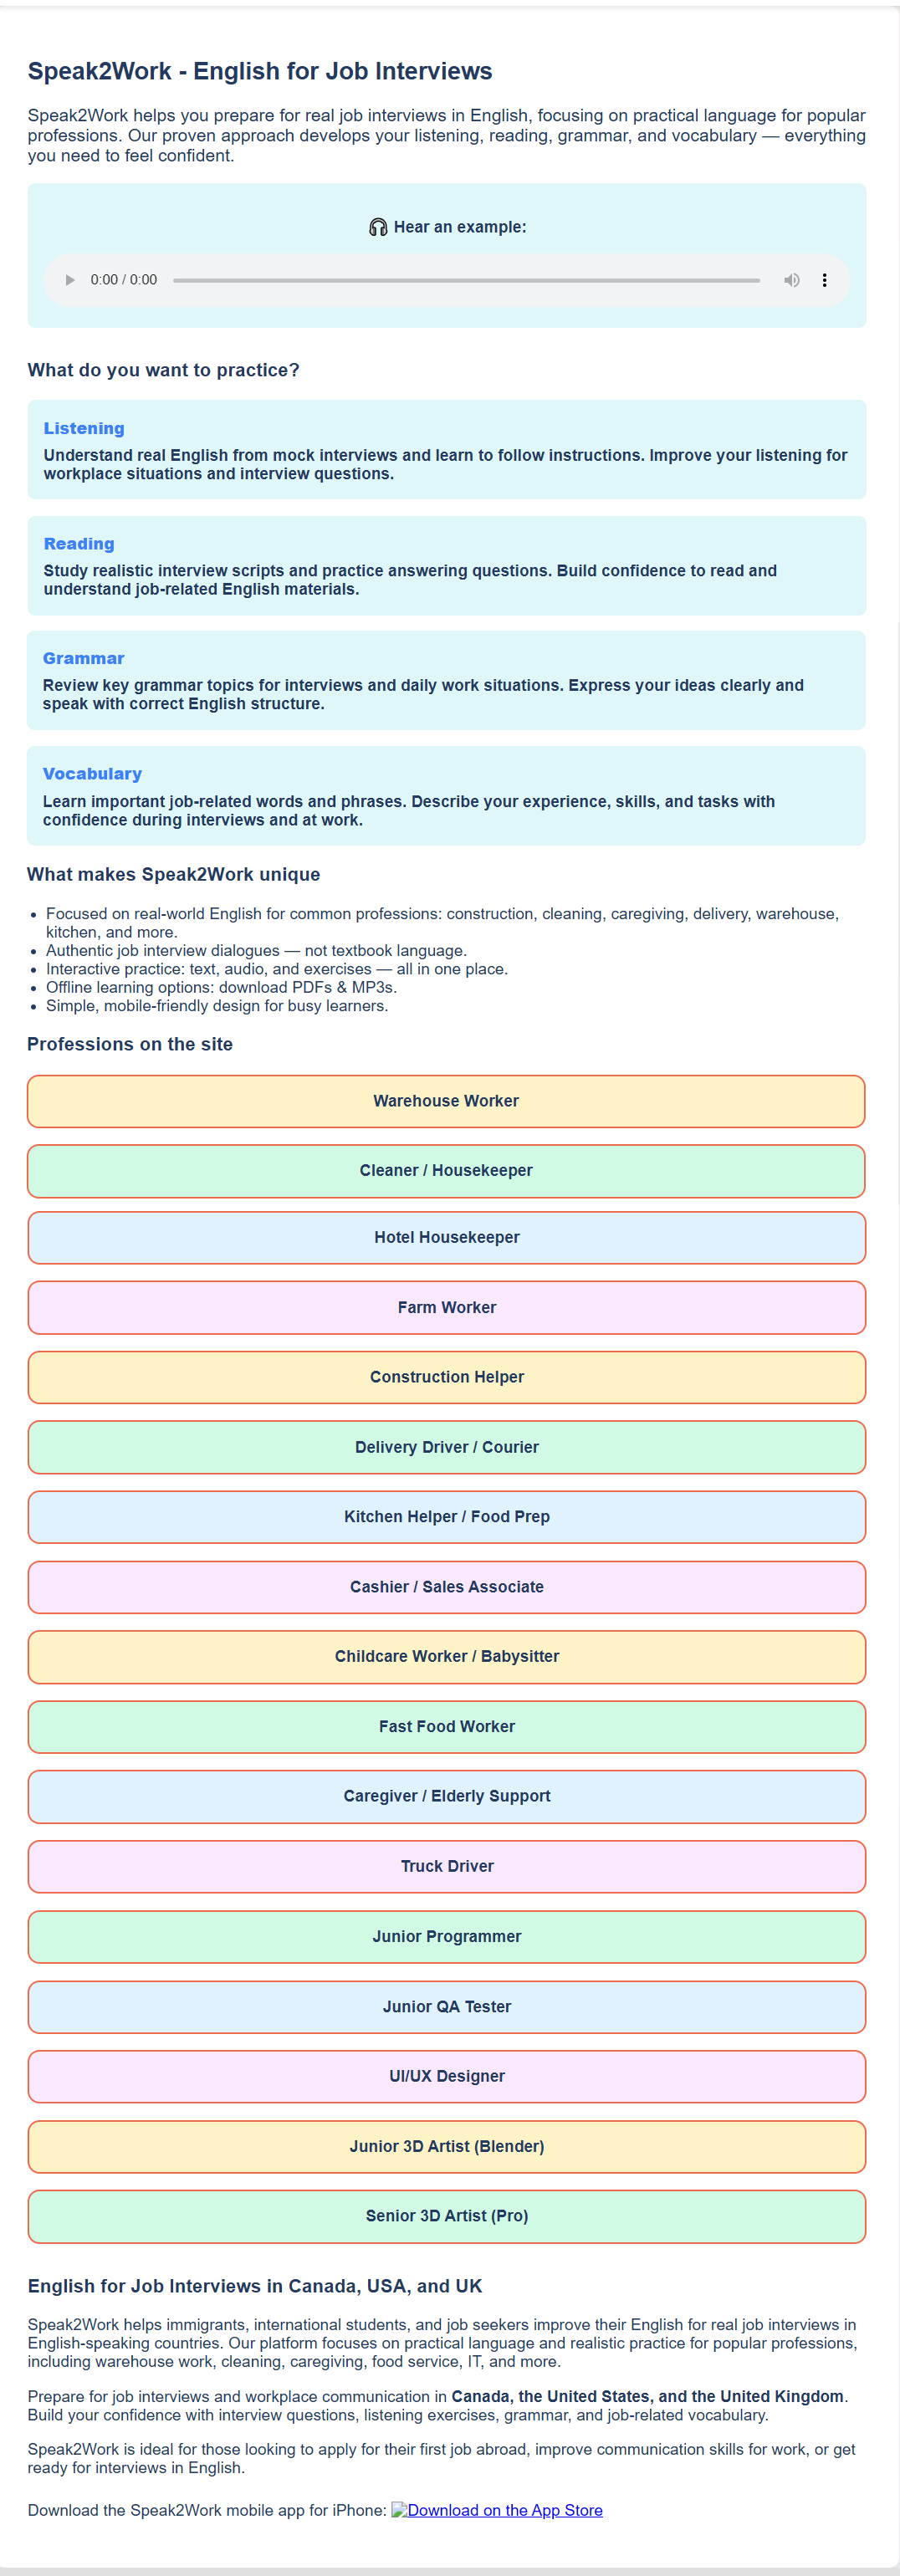 Speak2Work - English for Job Interviews
Speak2Work helps you prepare for real job interviews in English, focusing on practical language for popular
professions. Our proven approach develops your listening, reading, grammar, and vocabulary — everything
you need to feel confident.
🎧 Hear an example:
0:00 / 0:00
What do you want to practice?
Listening
Understand real English from mock interviews and learn to follow instructions. Improve your listening for
workplace situations and interview questions.
Reading
Study realistic interview scripts and practice answering questions. Build confidence to read and
understand job-related English materials.
Grammar
Review key grammar topics for interviews and daily work situations. Express your ideas clearly and
speak with correct English structure.
Vocabulary
Learn important job-related words and phrases. Describe your experience, skills, and tasks with
confidence during interviews and at work.
What makes Speak2Work unique
• Focused on real-world English for common professions: construction, cleaning, caregiving, delivery, warehouse,
kitchen, and more.
• Authentic job interview dialogues — not textbook language.
• Interactive practice: text, audio, and exercises — all in one place.
• Offline learning options: download PDFs & MP3s.
• Simple, mobile-friendly design for busy learners.
Professions on the site
Warehouse Worker
Cleaner / Housekeeper
Hotel Housekeeper
Farm Worker
Construction Helper
Delivery Driver / Courier
Kitchen Helper / Food Prep
Cashier / Sales Associate
Childcare Worker / Babysitter
Fast Food Worker
Caregiver / Elderly Support
Truck Driver
Junior Programmer
Junior QA Tester
UI/UX Designer
Junior 3D Artist (Blender)
Senior 3D Artist (Pro)
English for Job Interviews in Canada, USA, and UK
Speak2Work helps immigrants, international students, and job seekers improve their English for real job interviews in
English-speaking countries. Our platform focuses on practical language and realistic practice for popular professions,
including warehouse work, cleaning, caregiving, food service, IT, and more.
Prepare for job interviews and workplace communication in Canada, the United States, and the United Kingdom.
Build your confidence with interview questions, listening exercises, grammar, and job-related vocabulary.
Speak2Work is ideal for those looking to apply for their first job abroad, improve communication skills for work, or get
ready for interviews in English.
Download the Speak2Work mobile app for iPhone: Download on the App Store